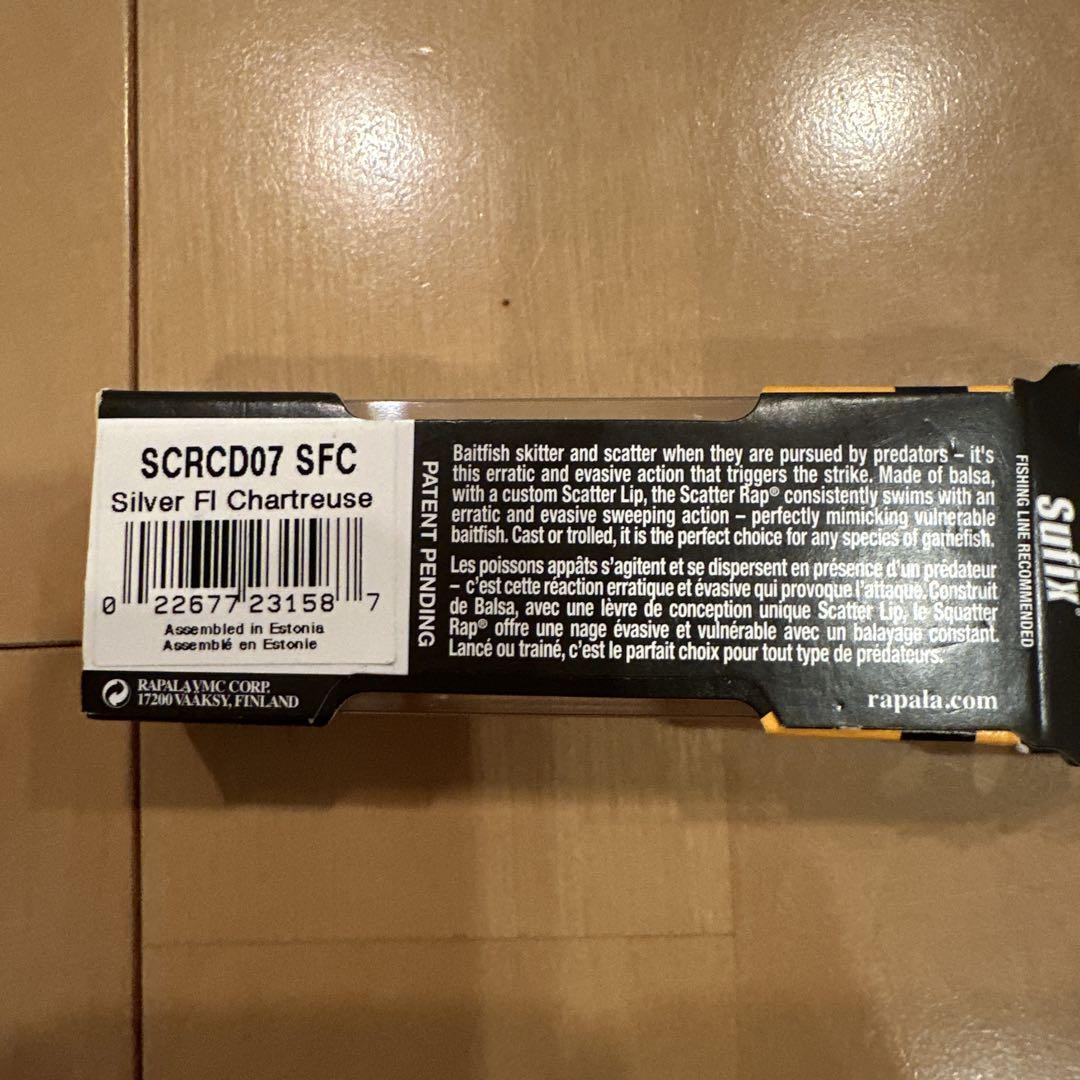 SCRCD07 SFC
Silver Fl Chartreuse
0 22677 23158 7
Assembled in Estonia
Assemblé en Estonie
RAPALA VMC CORP.
17200 VÄÄKSY, FINLAND
PATENT PENDING
Baitfish skitter and scatter when they are pursued by predators – it's
this erratic and evasive action that triggers the strike. Made of balsa,
with a custom Scatter Lip, the Scatter Rap® consistently swims with an
erratic and evasive sweeping action – perfectly mimicking vulnerable
baitfish. Cast or trolled, it is the perfect choice for any species of gamefish.
Les poissons appâts s'agitent et se dispersent en présence d'un prédateur
– c'est cette réaction erratique et évasive qui provoque l'attaque. Construit
de Balsa, avec une lèvre de conception unique Scatter Lip, le Squatter
Rap® offre une nage évasive et vulnérable avec un balayage constant.
Lancé ou trainé, c'est le parfait choix pour tout type de prédateurs.
rapala.com
FISHING LINE RECOMMENDED
Sufix®